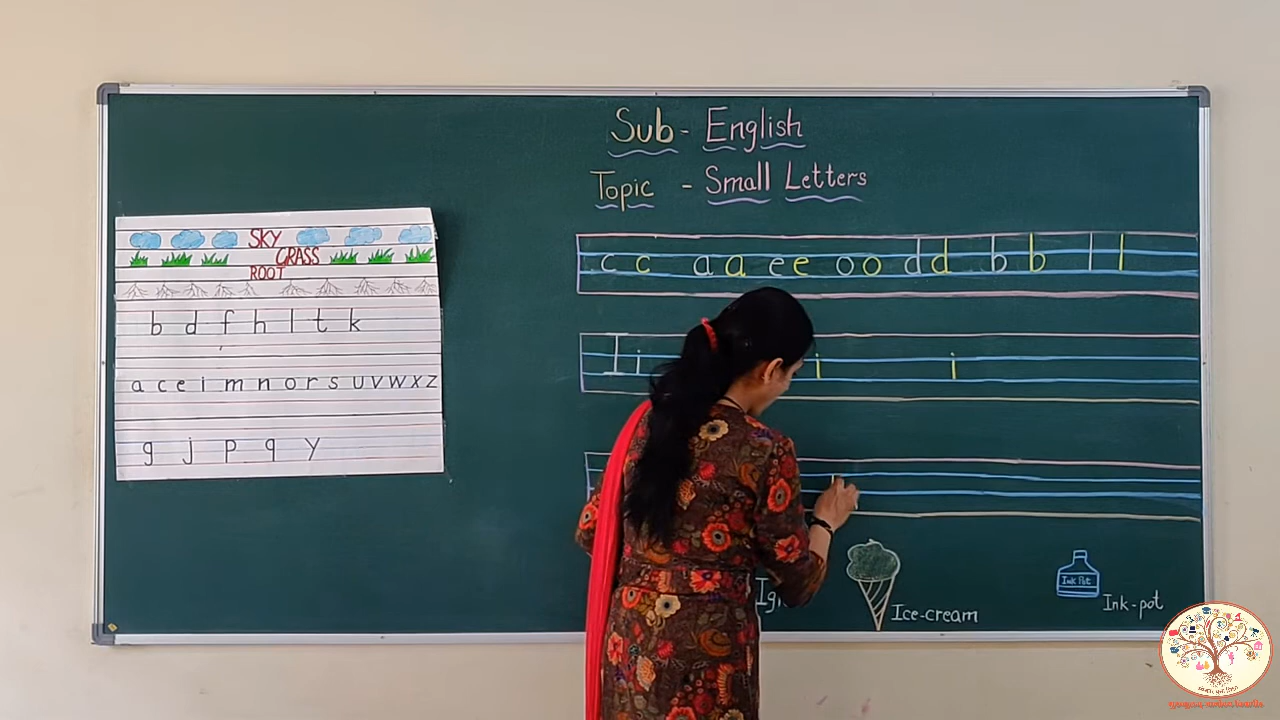 Sub - English
Topic - Small Letters
SKY
GRASS
ROOT
b d f h l t k
a c e i m n o r s u v w x z
g j p q y
c c a a e e o o d d b b l l
I i i i
Ice-cream
Ink Pot
Ink-pot